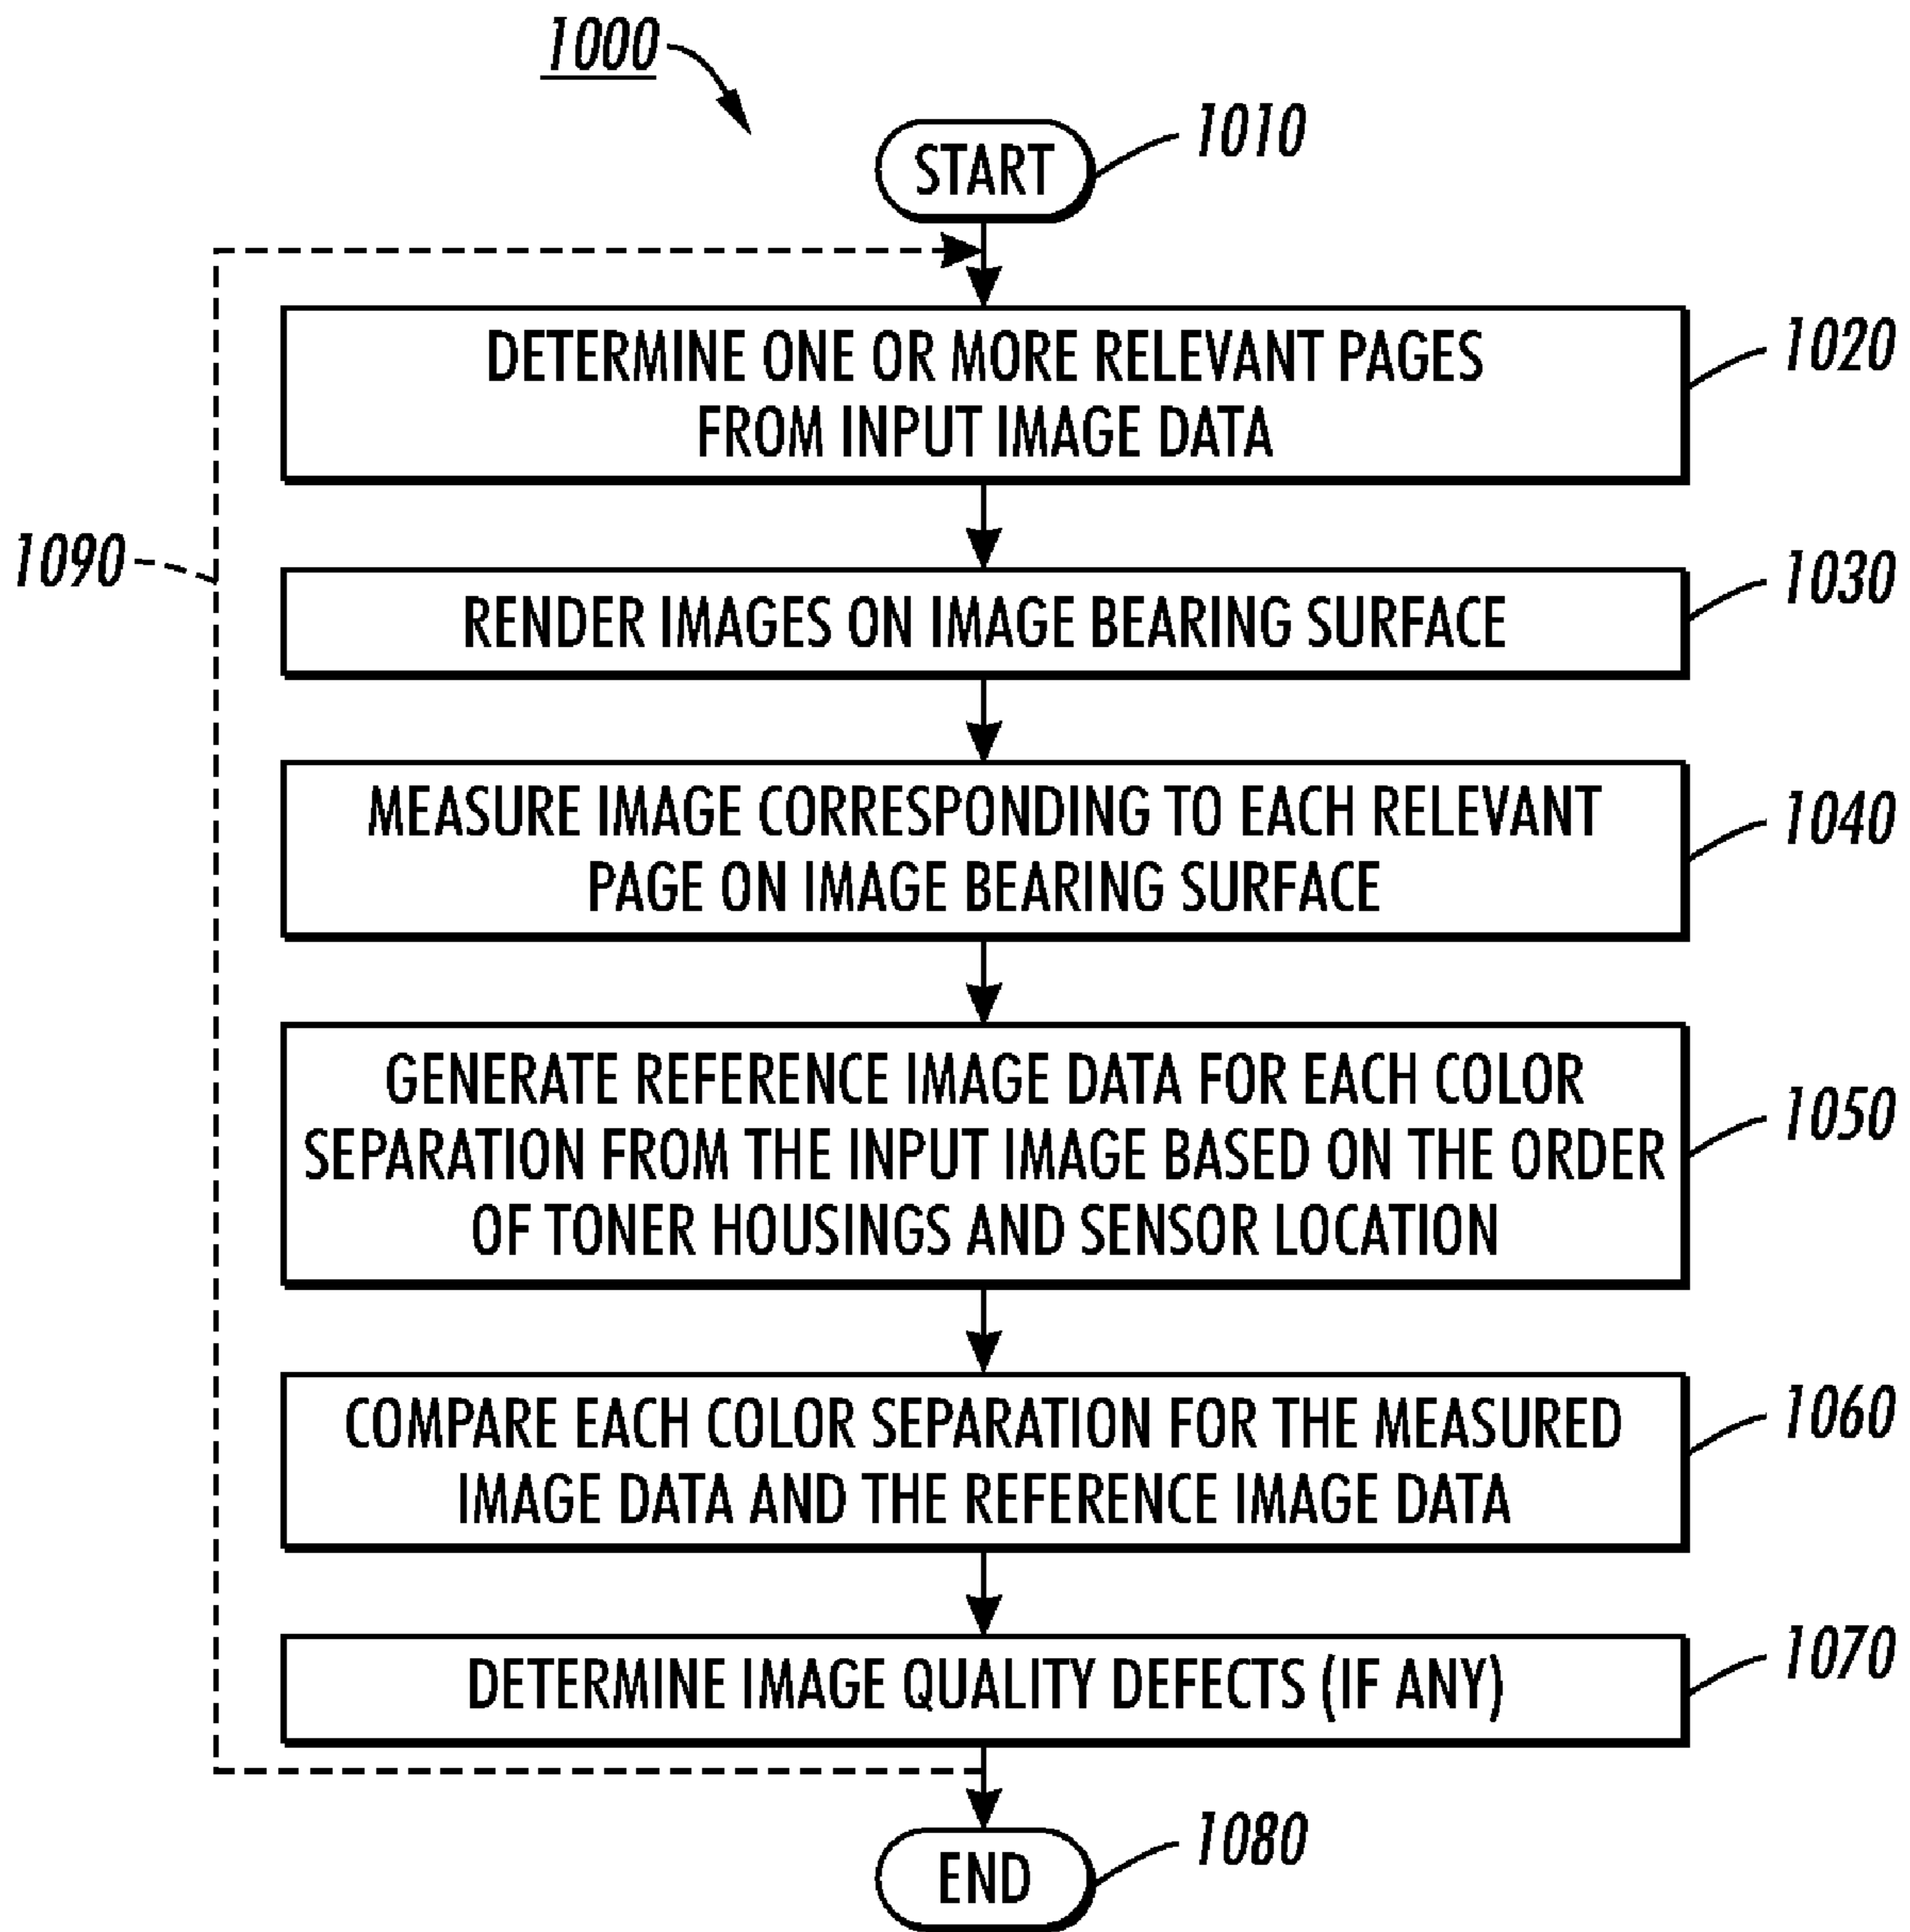 1000
START
1010
DETERMINE ONE OR MORE RELEVANT PAGES
FROM INPUT IMAGE DATA
1020
1090
RENDER IMAGES ON IMAGE BEARING SURFACE
1030
MEASURE IMAGE CORRESPONDING TO EACH RELEVANT
PAGE ON IMAGE BEARING SURFACE
1040
GENERATE REFERENCE IMAGE DATA FOR EACH COLOR
SEPARATION FROM THE INPUT IMAGE BASED ON THE ORDER
OF TONER HOUSINGS AND SENSOR LOCATION
1050
COMPARE EACH COLOR SEPARATION FOR THE MEASURED
IMAGE DATA AND THE REFERENCE IMAGE DATA
1060
DETERMINE IMAGE QUALITY DEFECTS (IF ANY)
1070
END
1080